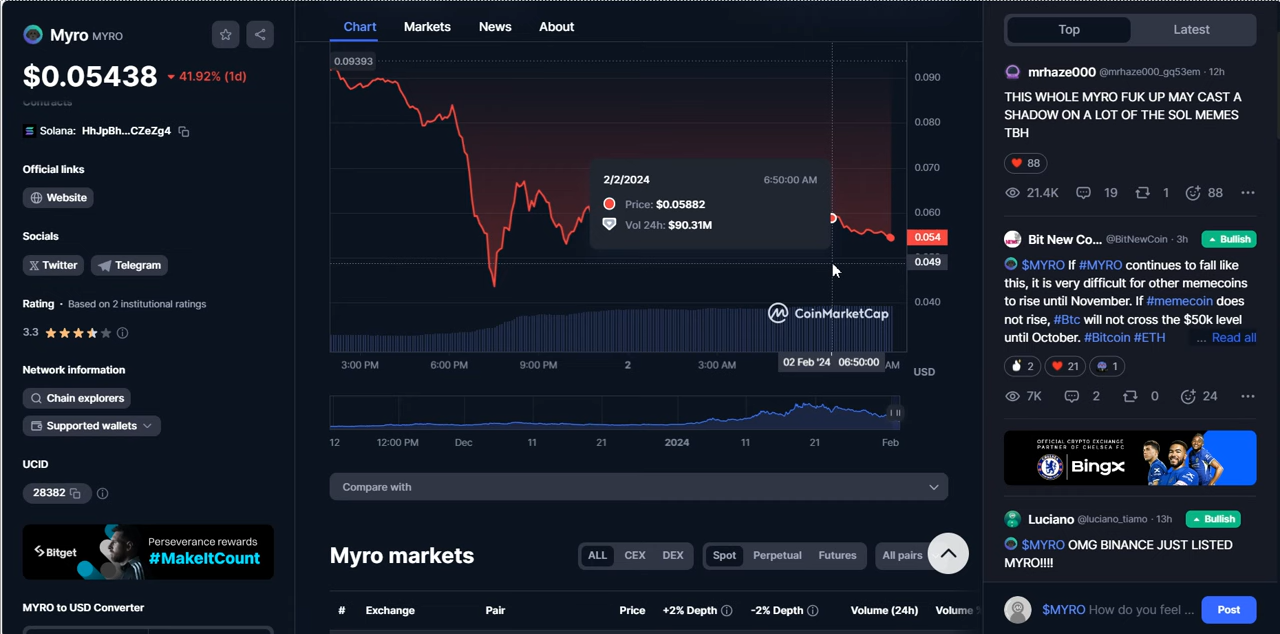 Myro MYRO
$0.05438 41.92% (1d)
Contracts
Solana: HhJpBh...CZeZg4
Official links
Website
Socials
Twitter Telegram
Rating · Based on 2 institutional ratings
3.3
Network information
Chain explorers
Supported wallets
UCID
28382
Bitget Perseverance rewards
#MakeItCount
MYRO to USD Converter
Chart Markets News About
0.09393
0.090
0.080
0.070
0.060
0.054
0.049
0.040
2/2/2024 6:50:00 AM
Price: $0.05882
Vol 24h: $90.31M
CoinMarketCap
3:00 PM 6:00 PM 9:00 PM 2 3:00 AM 02 Feb '24 06:50:00 AM
USD
12 12:00 PM Dec 11 21 2024 11 21 Feb
Compare with
Myro markets ALL CEX DEX Spot Perpetual Futures All pairs
# Exchange Pair Price +2% Depth -2% Depth Volume (24h) Volume %
Top Latest
mrhaze000 @mrhaze000_gq53em · 12h
THIS WHOLE MYRO FUK UP MAY CAST A
SHADOW ON A LOT OF THE SOL MEMES
TBH
88
21.4K 19 1 88 ...
Bit New Co... @BitNewCoin · 3h Bullish
$MYRO If #MYRO continues to fall like
this, it is very difficult for other memecoins
to rise until November. If #memecoin does
not rise, #Btc will not cross the $50k level
until October. #Bitcoin #ETH ... Read all
2 21 1
7K 2 0 24 ...
OFFICIAL CRYPTO EXCHANGE
PARTNER OF CHELSEA FC
BingX
Luciano @luciano_tiamo · 13h Bullish
$MYRO OMG BINANCE JUST LISTED
MYRO!!!!
$MYRO How do you feel ... Post